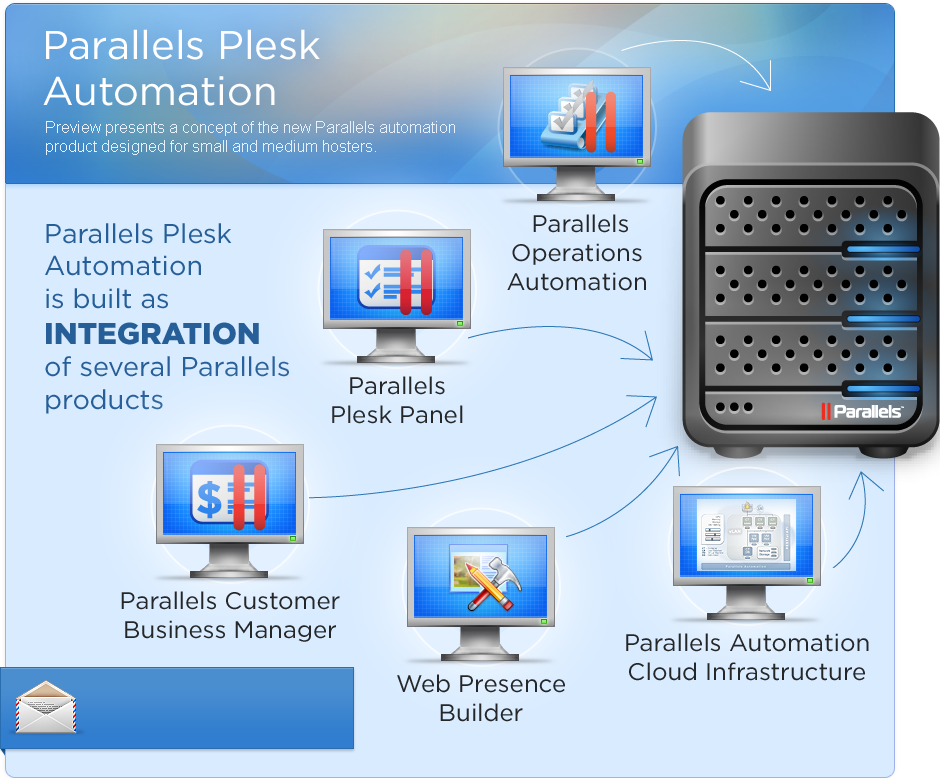 Parallels Plesk
Automation
Preview presents a concept of the new Parallels automation
product designed for small and medium hosters.
Parallels
Operations
Automation
Parallels Plesk
Automation
is built as
INTEGRATION
of several Parallels
products
Parallels
Plesk Panel
Parallels™
Parallels Customer
Business Manager
Web Presence
Builder
Parallels Automation
Cloud Infrastructure